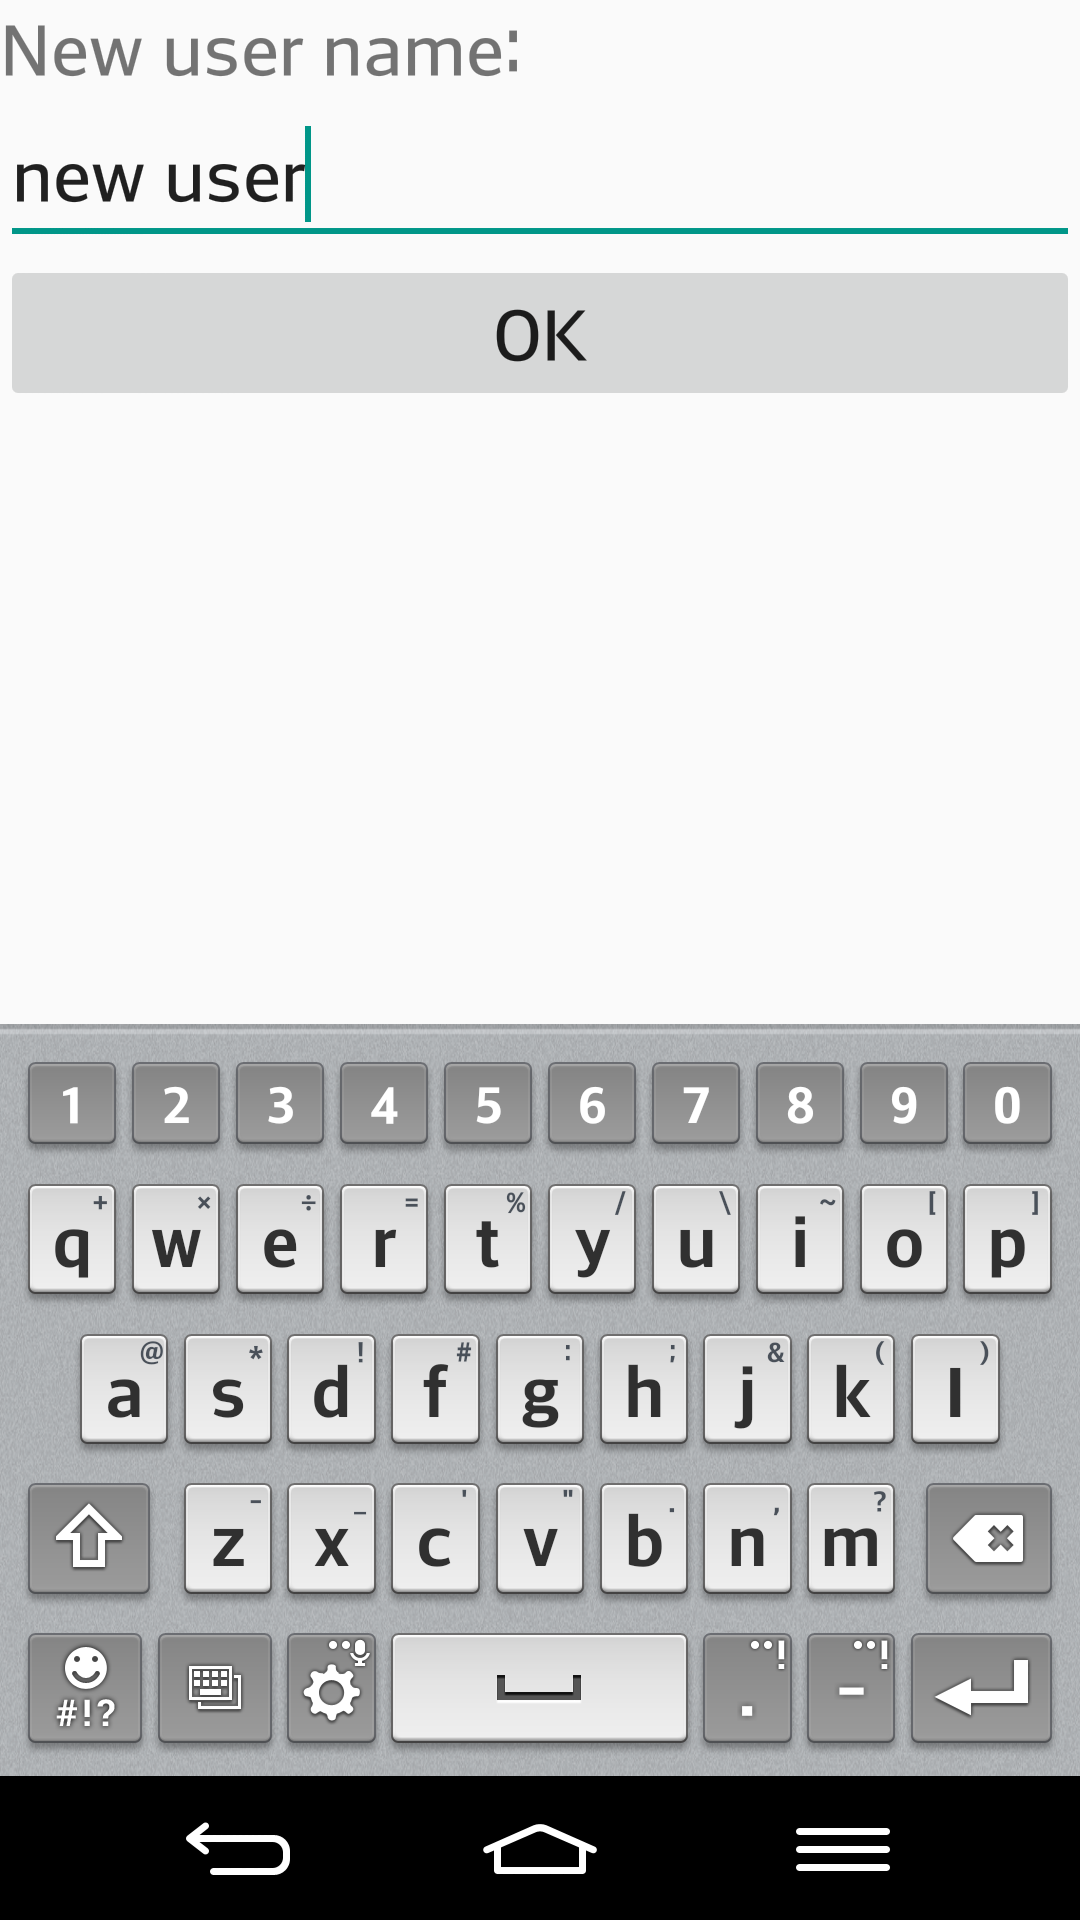 New user name:
new user
OK
1 2 3 4 5 6 7 8 9 0
+ × ÷ = % / \ ~ [ ]
q w e r t y u i o p
@ * ! # : ; & ( )
a s d f g h j k l
- _ ' " . , ?
z x c v b n m
#!? . -